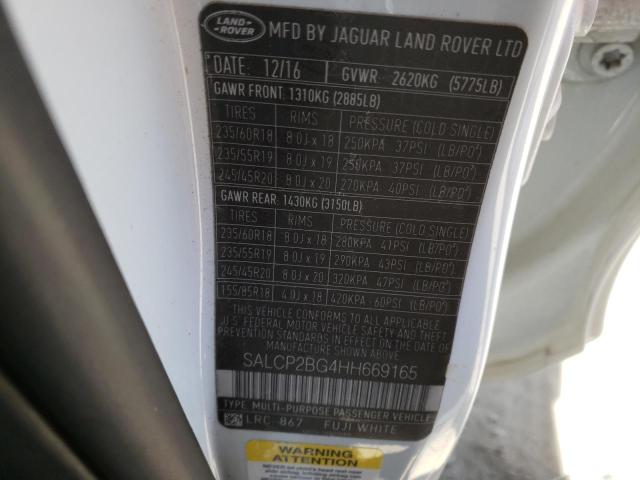 LAND ROVER MFD BY JAGUAR LAND ROVER LTD
DATE: 12/16 GVWR 2620KG (5775LB)
GAWR FRONT: 1310KG (2885LB)
TIRES RIMS PRESSURE (COLD SINGLE)
235/60R18 8.0J x 18 250KPA 37PSI (LB/PO²)
235/55R19 8.0J x 19 250KPA 37PSI (LB/PO²)
245/45R20 8.0J x 20 270KPA 40PSI (LB/PO²)
GAWR REAR: 1430KG (3150LB)
TIRES RIMS PRESSURE (COLD SINGLE)
235/60R18 8.0J x 18 280KPA 41PSI (LB/PO²)
235/55R19 8.0J x 19 290KPA 43PSI (LB/PO²)
245/45R20 8.0J x 20 320KPA 47PSI (LB/PO²)
155/85R18 4.0J x 18 420KPA 60PSI (LB/PO²)
THIS VEHICLE CONFORMS TO ALL APPLICABLE
U.S. FEDERAL MOTOR VEHICLE SAFETY AND THEFT
PREVENTION STANDARDS IN EFFECT ON THE DATE OF
MANUFACTURE SHOWN ABOVE.
SALCP2BG4HH669165
TYPE: MULTI-PURPOSE PASSENGER VEHICLE
LRC 867 FUJI WHITE
WARNING
ATTENTION